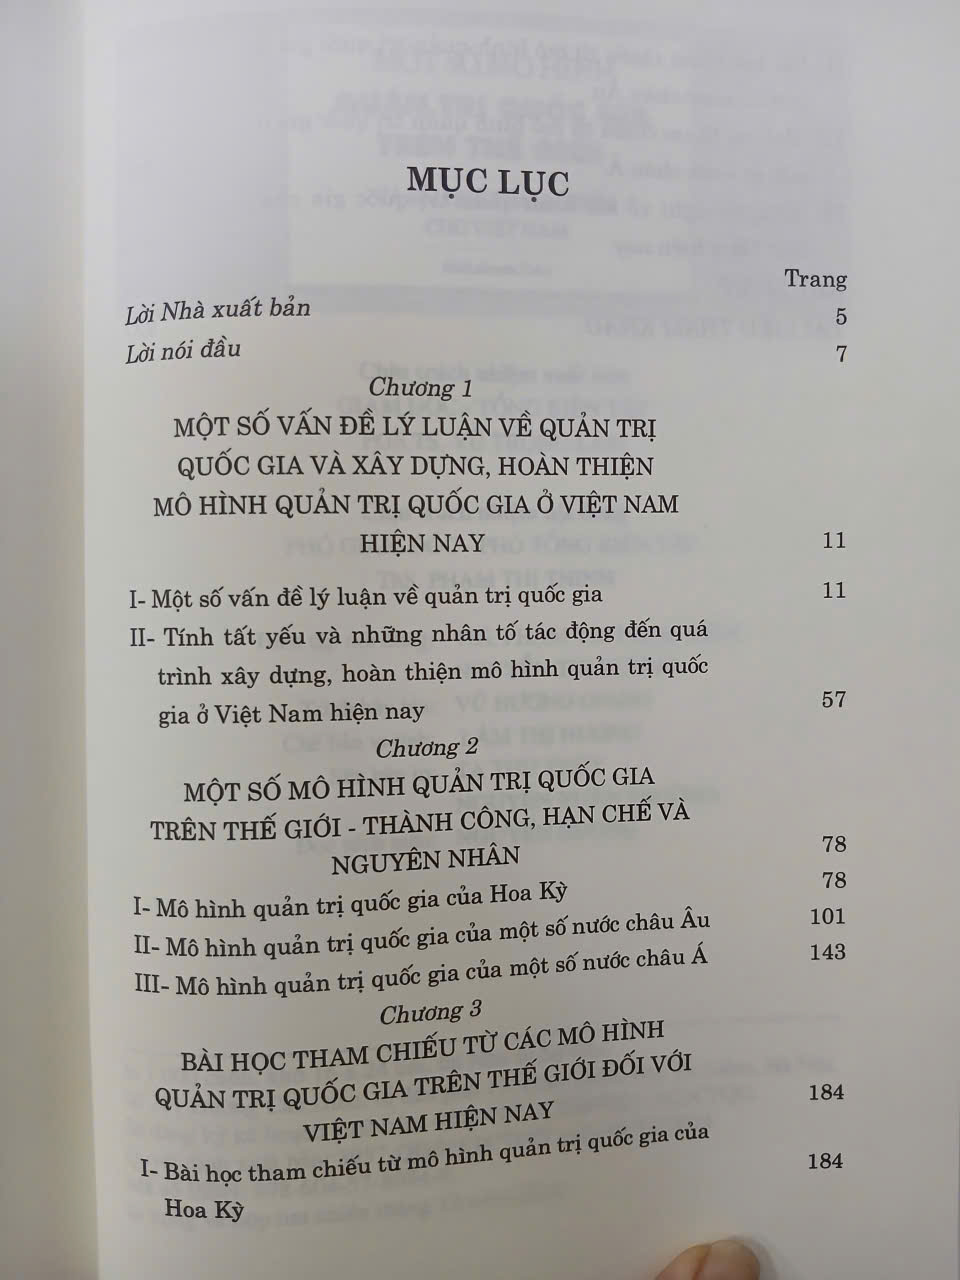 MỤC LỤC
Trang
Lời Nhà xuất bản 5
Lời nói đầu 7
Chương 1
MỘT SỐ VẤN ĐỀ LÝ LUẬN VỀ QUẢN TRỊ
QUỐC GIA VÀ XÂY DỰNG, HOÀN THIỆN
MÔ HÌNH QUẢN TRỊ QUỐC GIA Ở VIỆT NAM
HIỆN NAY 11
I- Một số vấn đề lý luận về quản trị quốc gia 11
II- Tính tất yếu và những nhân tố tác động đến quá
trình xây dựng, hoàn thiện mô hình quản trị quốc
gia ở Việt Nam hiện nay 57
Chương 2
MỘT SỐ MÔ HÌNH QUẢN TRỊ QUỐC GIA
TRÊN THẾ GIỚI - THÀNH CÔNG, HẠN CHẾ VÀ
NGUYÊN NHÂN 78
I- Mô hình quản trị quốc gia của Hoa Kỳ 78
II- Mô hình quản trị quốc gia của một số nước châu Âu 101
III- Mô hình quản trị quốc gia của một số nước châu Á 143
Chương 3
BÀI HỌC THAM CHIẾU TỪ CÁC MÔ HÌNH
QUẢN TRỊ QUỐC GIA TRÊN THẾ GIỚI ĐỐI VỚI
VIỆT NAM HIỆN NAY 184
I- Bài học tham chiếu từ mô hình quản trị quốc gia của
Hoa Kỳ 184